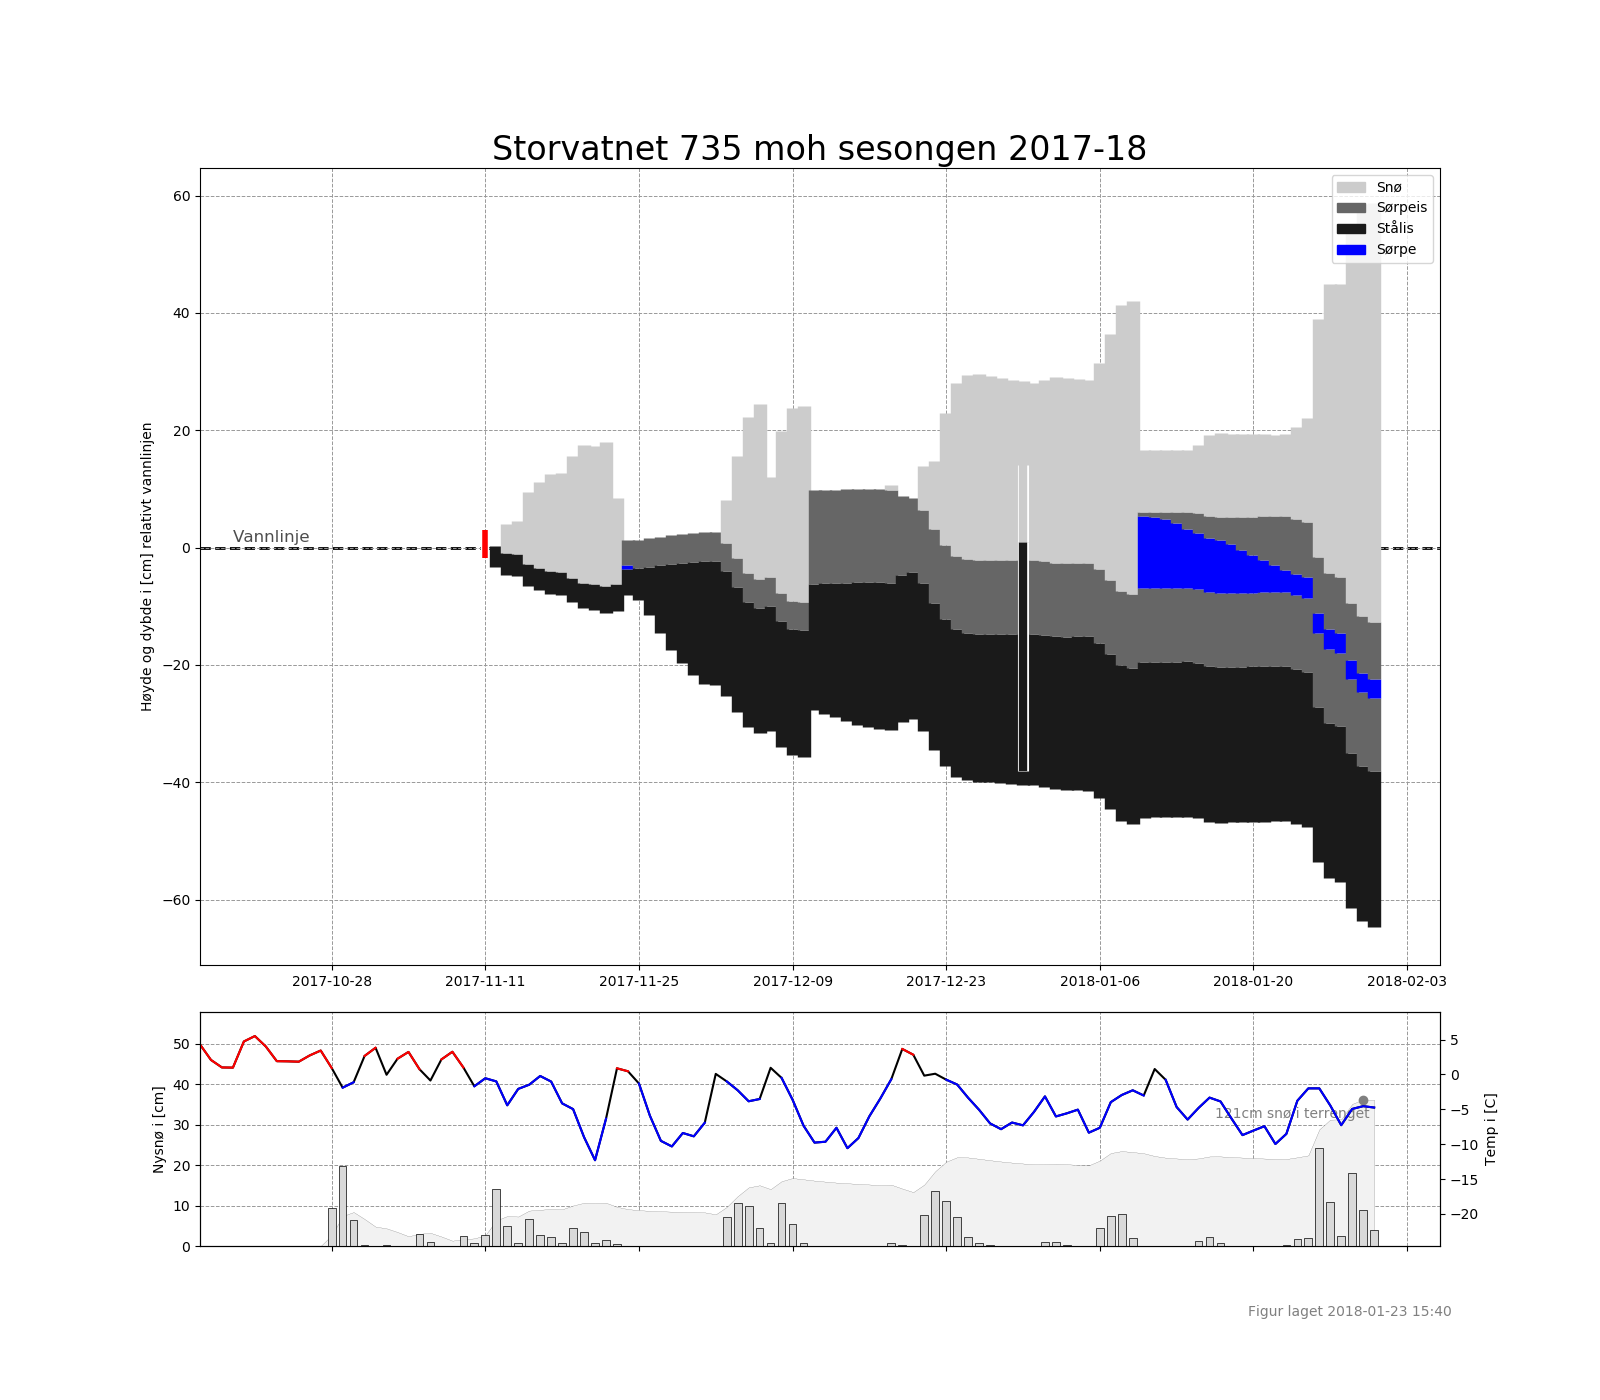 Storvatnet 735 moh sesongen 2017-18
Høyde og dybde i [cm] relativt vannlinjen
60
40
20
0
−20
−40
−60
Vannlinje
Snø
Sørpeis
Stålis
Sørpe
2017-10-28 2017-11-11 2017-11-25 2017-12-09 2017-12-23 2018-01-06 2018-01-20 2018-02-03
Nysnø i [cm]
50
40
30
20
10
0
121cm snø i terrenget
5
0
−5
−10
−15
−20
Temp i [C]
Figur laget 2018-01-23 15:40